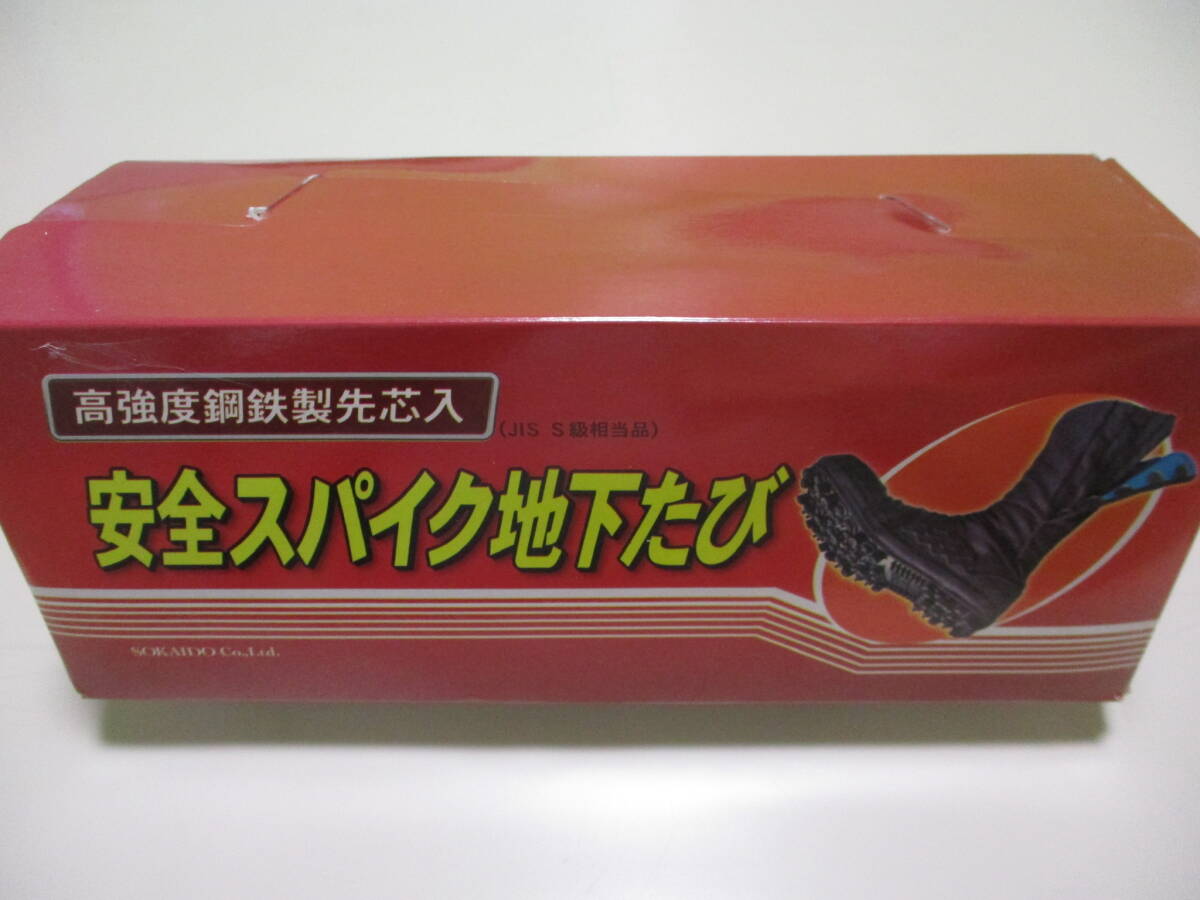 高強度鋼鉄製先芯入
(JIS S級相当品)
安全スパイク地下たび
SOKAIDO Co.,Ltd.